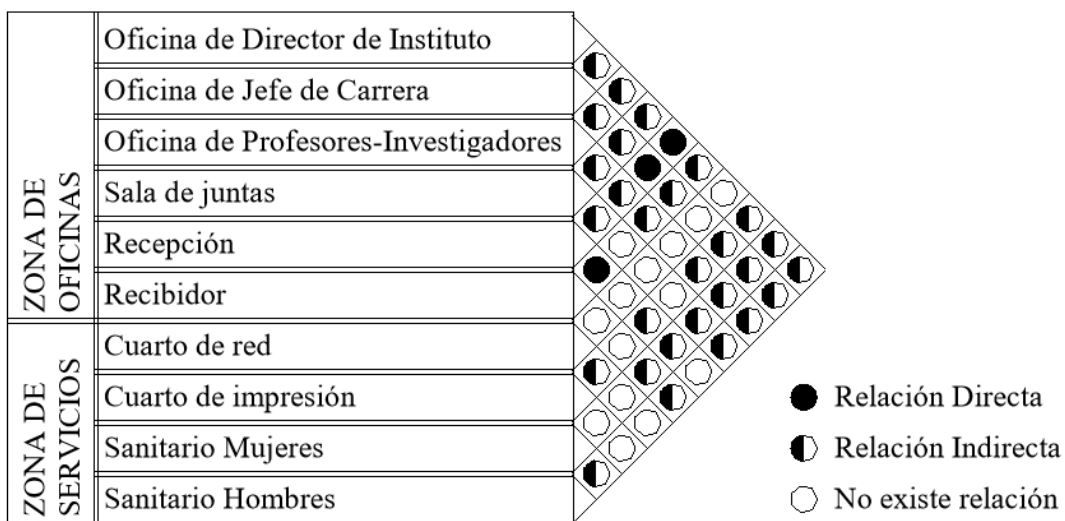 ZONA DE
OFICINAS
Oficina de Director de Instituto
Oficina de Jefe de Carrera
Oficina de Profesores-Investigadores
Sala de juntas
Recepción
Recibidor
ZONA DE
SERVICIOS
Cuarto de red
Cuarto de impresión
Sanitario Mujeres
Sanitario Hombres
Relación Directa
Relación Indirecta
No existe relación